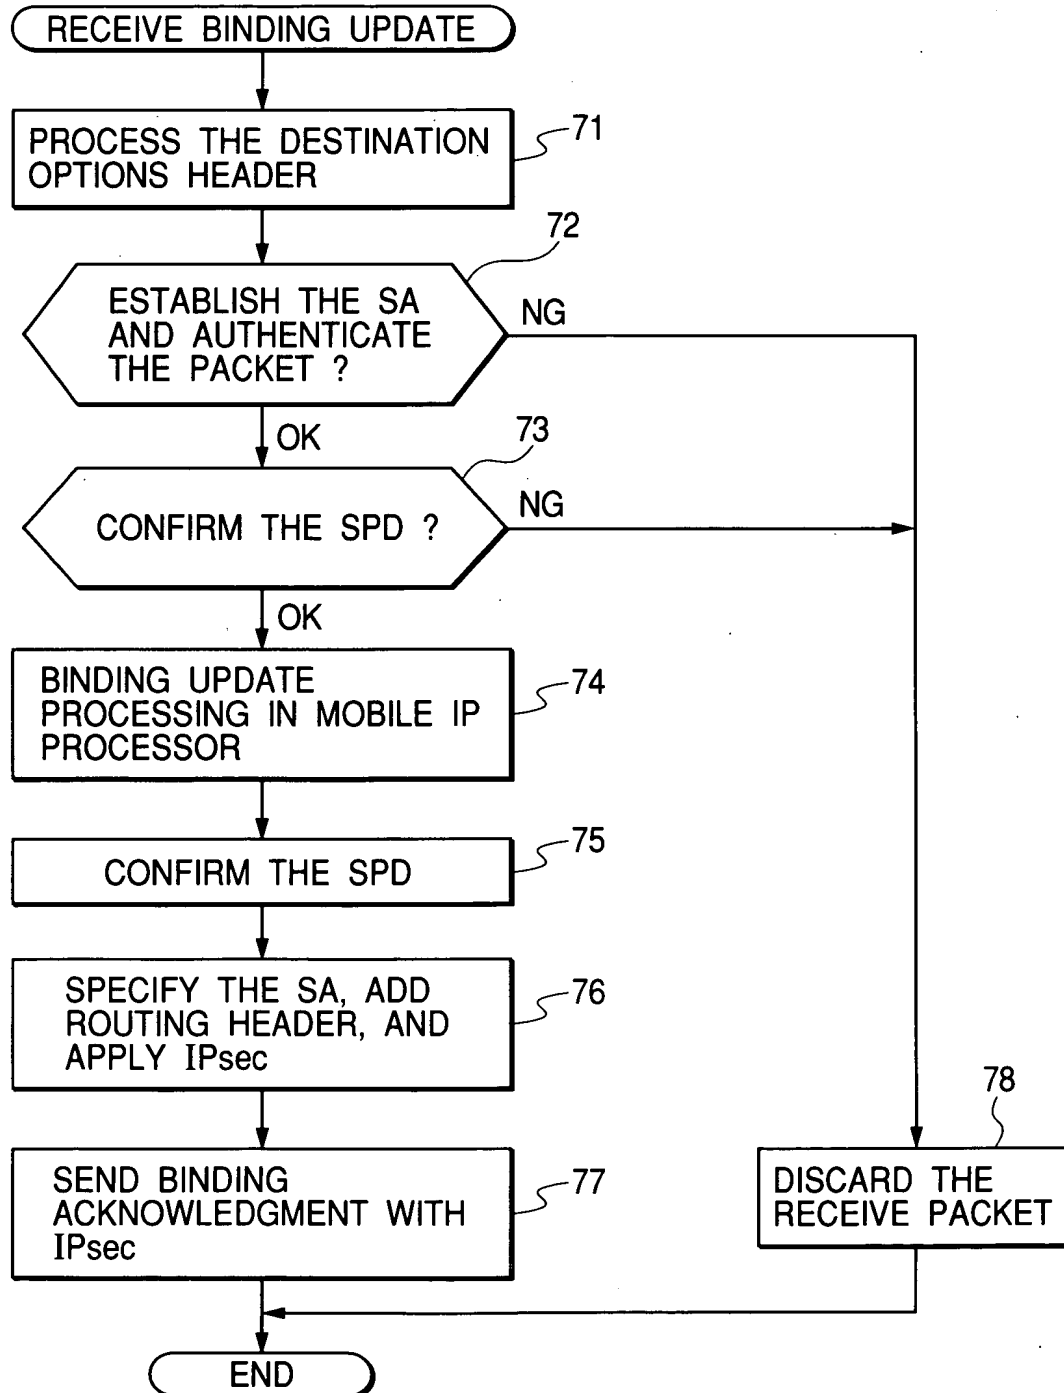 RECEIVE BINDING UPDATE
PROCESS THE DESTINATION
OPTIONS HEADER
71
72
ESTABLISH THE SA
AND AUTHENTICATE
THE PACKET ?
NG
OK
73
CONFIRM THE SPD ?
NG
OK
BINDING UPDATE
PROCESSING IN MOBILE IP
PROCESSOR
74
CONFIRM THE SPD
75
SPECIFY THE SA, ADD
ROUTING HEADER, AND
APPLY IPsec
76
SEND BINDING
ACKNOWLEDGMENT WITH
IPsec
77
78
DISCARD THE
RECEIVE PACKET
END